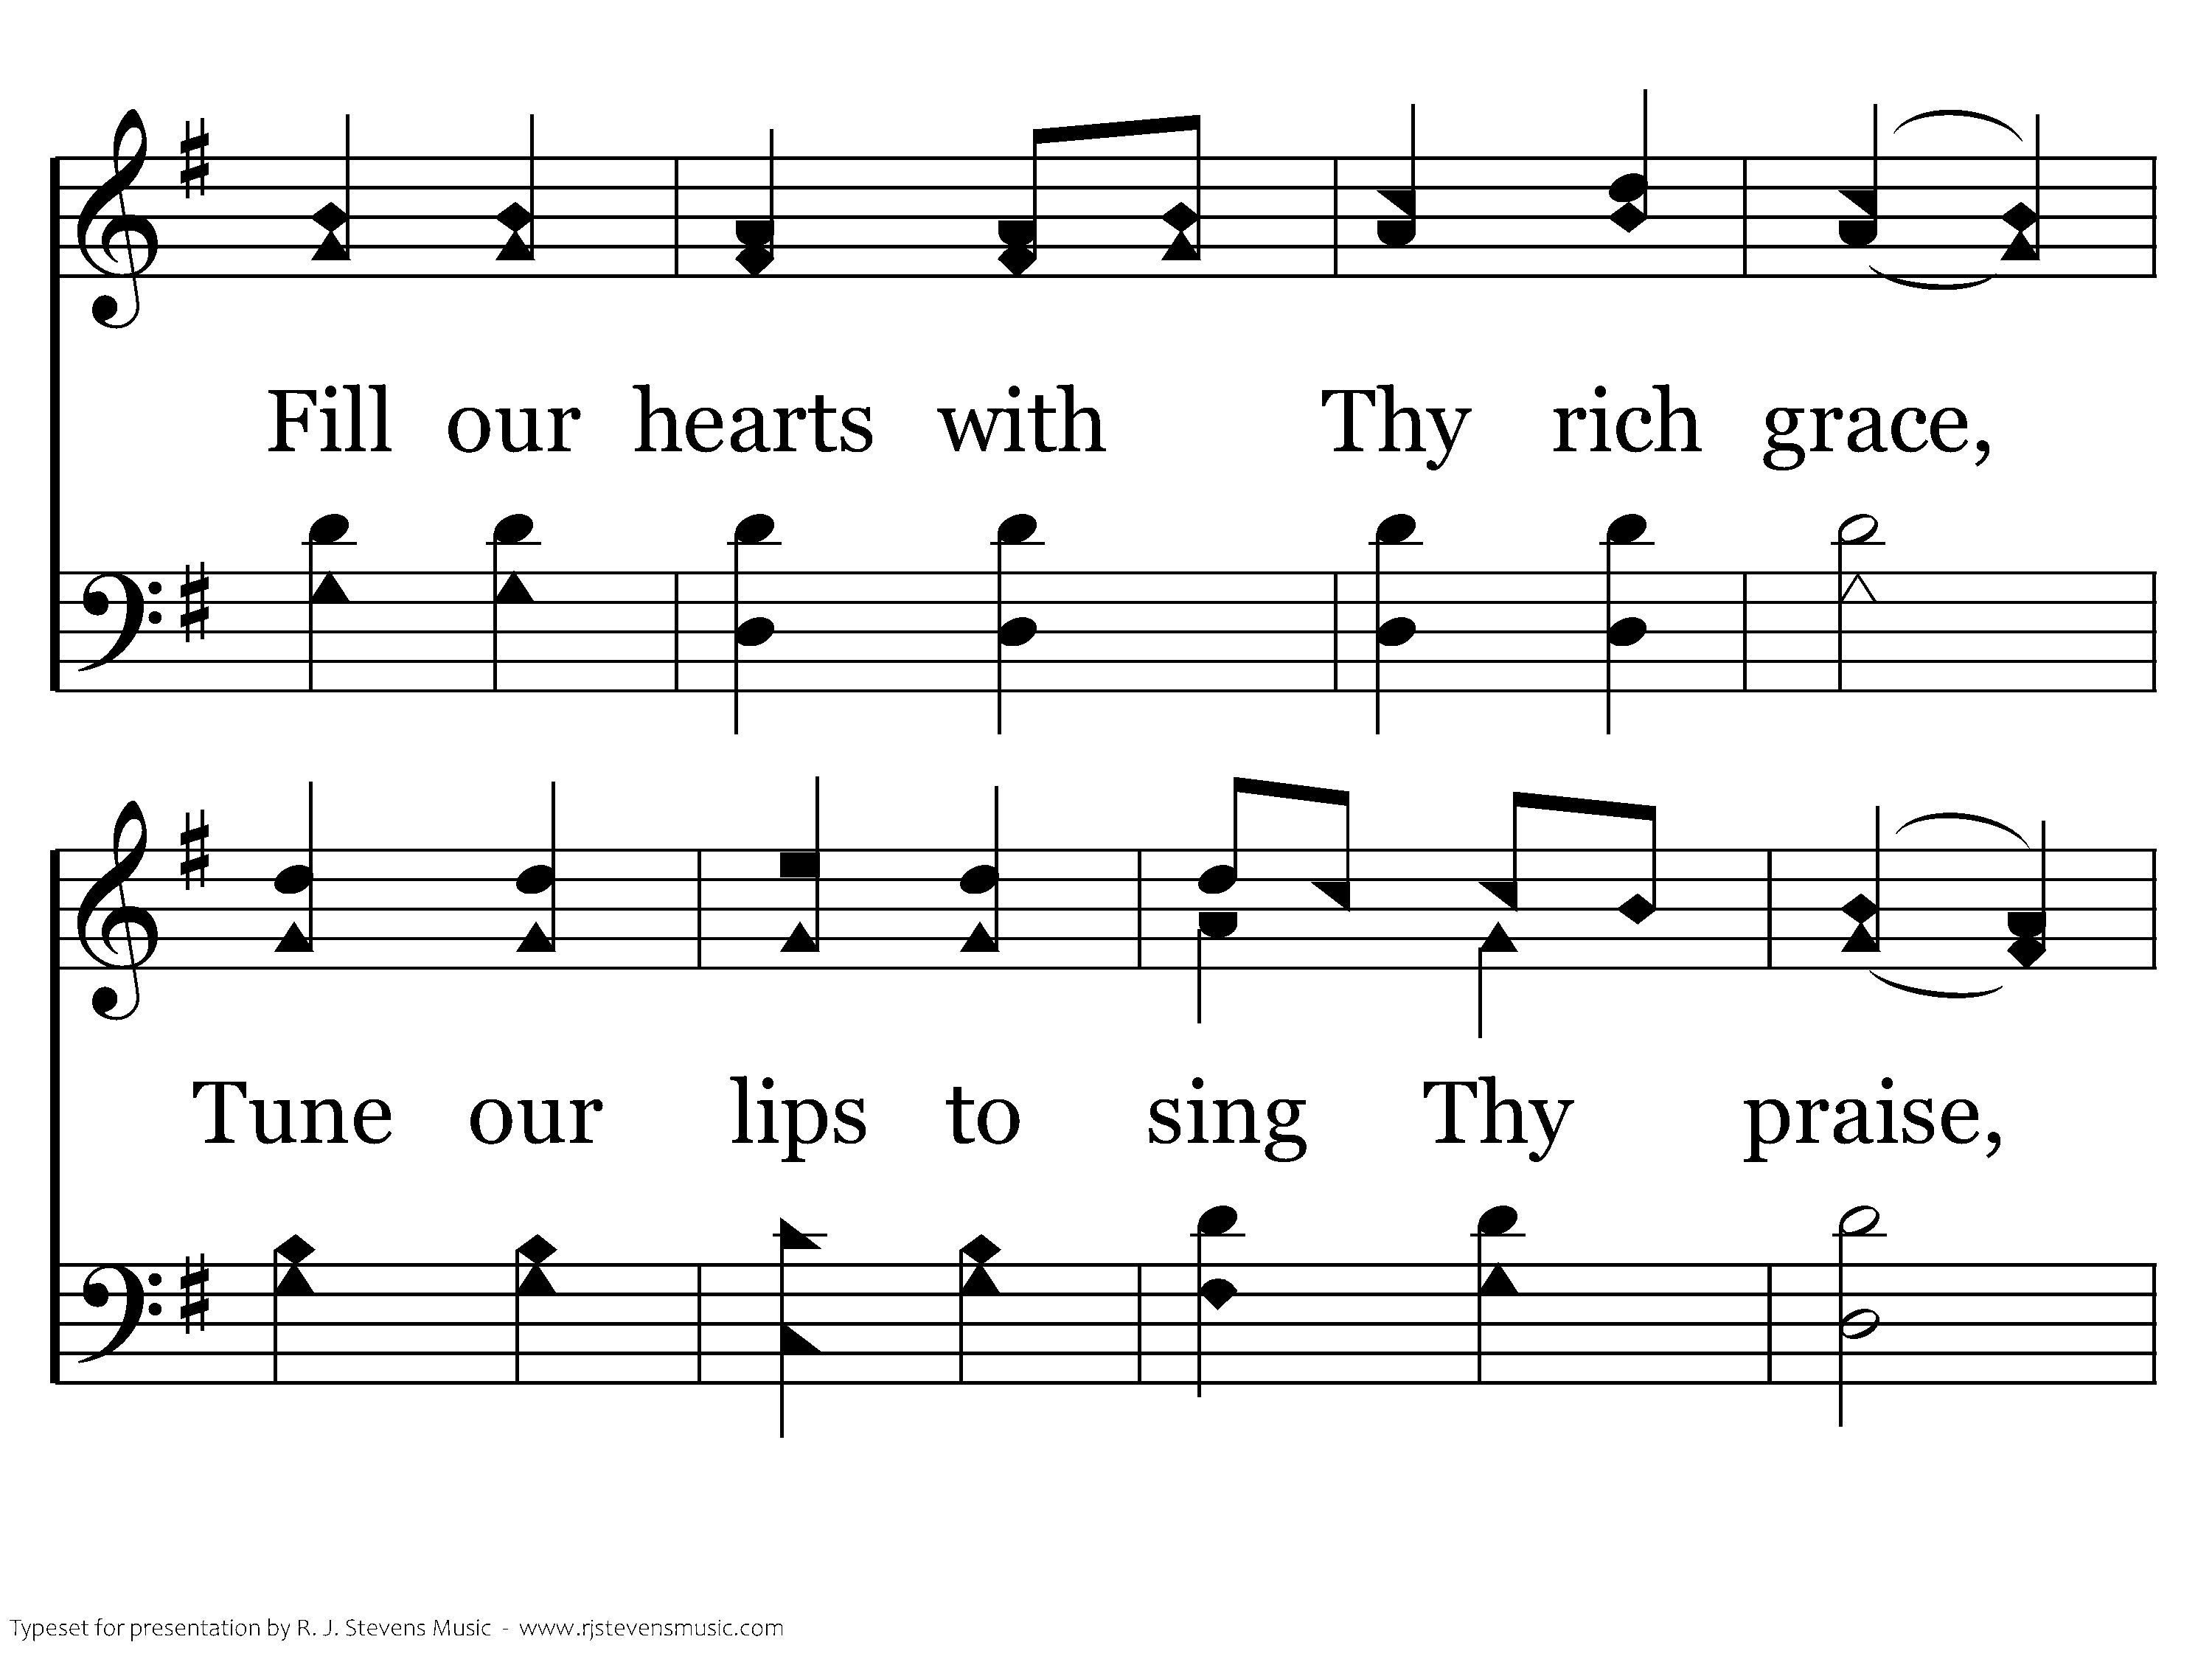 Fill our hearts with Thy rich grace,
Tune our lips to sing Thy praise,
Typeset for presentation by R. J. Stevens Music - www.rjstevensmusic.com